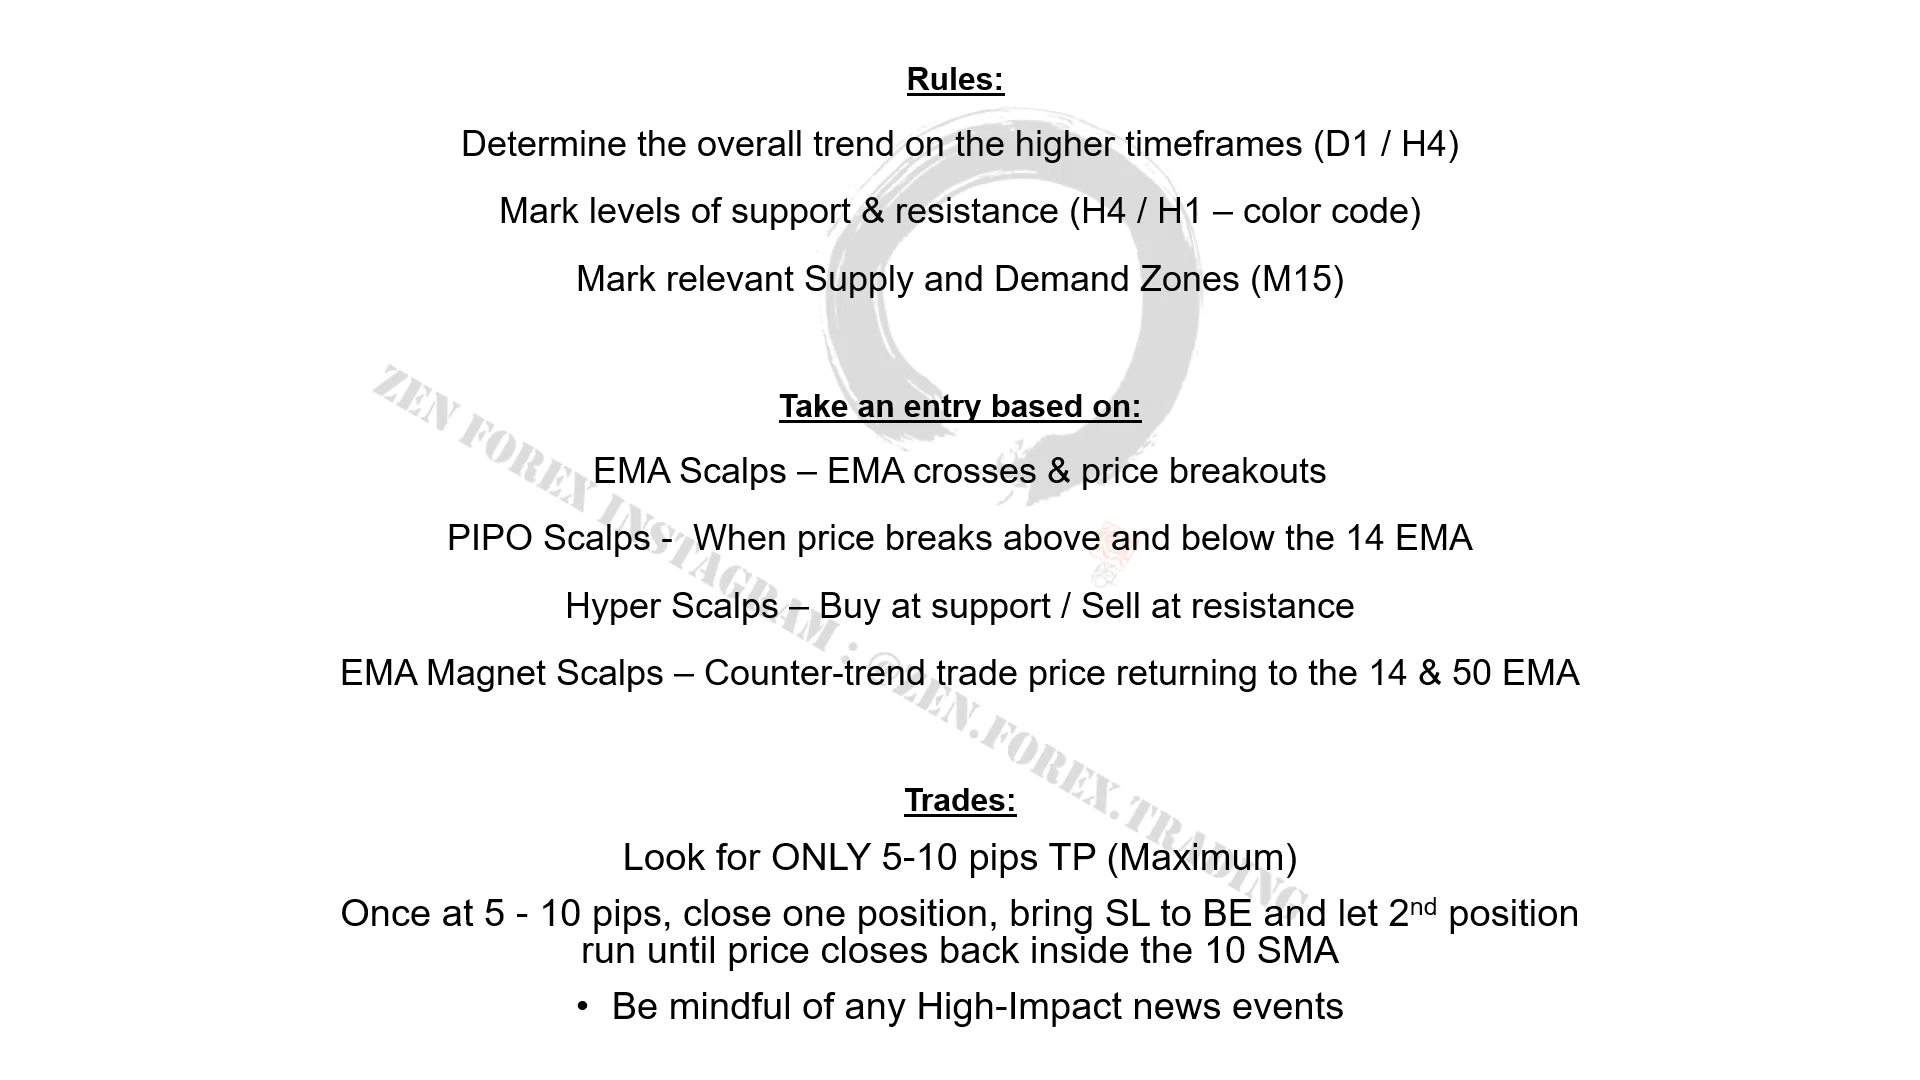 Rules:
Determine the overall trend on the higher timeframes (D1 / H4)
Mark levels of support & resistance (H4 / H1 – color code)
Mark relevant Supply and Demand Zones (M15)
Take an entry based on:
EMA Scalps – EMA crosses & price breakouts
PIPO Scalps -  When price breaks above and below the 14 EMA
Hyper Scalps – Buy at support / Sell at resistance
EMA Magnet Scalps – Counter-trend trade price returning to the 14 & 50 EMA
Trades:
Look for ONLY 5-10 pips TP (Maximum)
Once at 5 - 10 pips, close one position, bring SL to BE and let 2nd position
run until price closes back inside the 10 SMA
• Be mindful of any High-Impact news events
ZEN FOREX INSTAGRAM : @ZEN.FOREX.TRADING